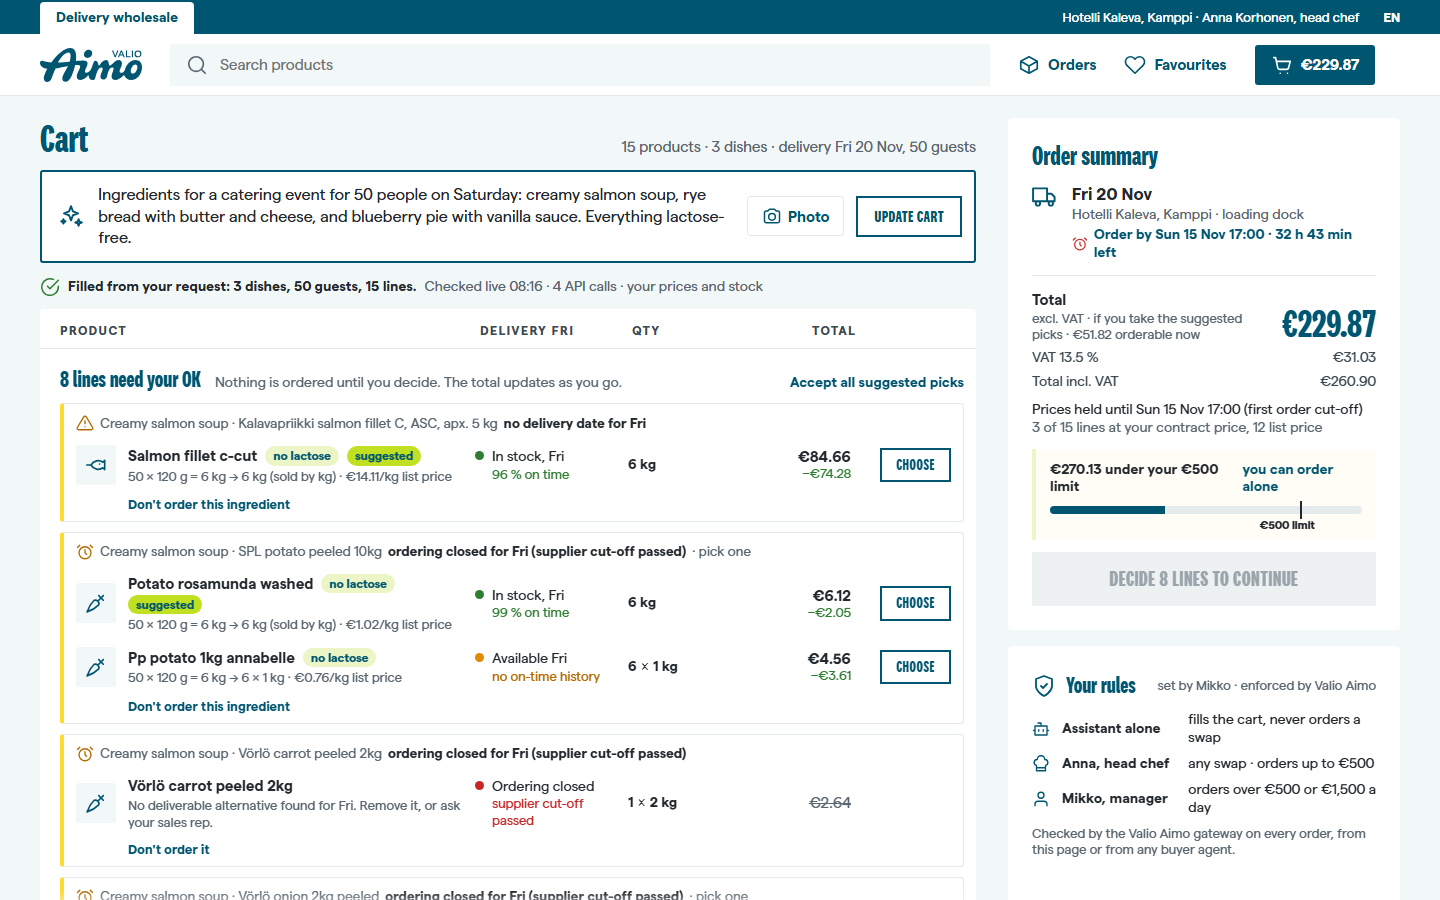 Delivery wholesale
Hotelli Kaleva, Kamppi · Anna Korhonen, head chef
EN
VALIO
Aimo
Search products
Orders
Favourites
€229.87
Cart
15 products · 3 dishes · delivery Fri 20 Nov, 50 guests
Ingredients for a catering event for 50 people on Saturday: creamy salmon soup, rye
bread with butter and cheese, and blueberry pie with vanilla sauce. Everything lactose-
free.
Photo
UPDATE CART
Filled from your request: 3 dishes, 50 guests, 15 lines. Checked live 08:16 · 4 API calls · your prices and stock
PRODUCT
DELIVERY FRI
QTY
TOTAL
8 lines need your OK
Nothing is ordered until you decide. The total updates as you go.
Accept all suggested picks
Creamy salmon soup · Kalavapriikki salmon fillet C, ASC, apx. 5 kg no delivery date for Fri
Salmon fillet c-cut
no lactose
suggested
50 × 120 g = 6 kg → 6 kg (sold by kg) · €14.11/kg list price
In stock, Fri
96 % on time
6 kg
€84.66
−€74.28
CHOOSE
Don't order this ingredient
Creamy salmon soup · SPL potato peeled 10kg ordering closed for Fri (supplier cut-off passed) · pick one
Potato rosamunda washed
no lactose
suggested
50 × 120 g = 6 kg → 6 kg (sold by kg) · €1.02/kg list price
In stock, Fri
99 % on time
6 kg
€6.12
−€2.05
CHOOSE
Pp potato 1kg annabelle
no lactose
50 × 120 g = 6 kg → 6 × 1 kg · €0.76/kg list price
Available Fri
no on-time history
6 × 1 kg
€4.56
−€3.61
CHOOSE
Don't order this ingredient
Creamy salmon soup · Vörlö carrot peeled 2kg ordering closed for Fri (supplier cut-off passed)
Vörlö carrot peeled 2kg
No deliverable alternative found for Fri. Remove it, or ask
your sales rep.
Ordering closed
supplier cut-off
passed
1 × 2 kg
€2.64
Don't order it
Creamy salmon soup · Vörlö onion 2kg peeled ordering closed for Fri (supplier cut-off passed) · pick one
Order summary
Fri 20 Nov
Hotelli Kaleva, Kamppi · loading dock
Order by Sun 15 Nov 17:00 · 32 h 43 min
left
Total
excl. VAT · if you take the suggested
picks · €51.82 orderable now
€229.87
VAT 13.5 %
€31.03
Total incl. VAT
€260.90
Prices held until Sun 15 Nov 17:00 (first order cut-off)
3 of 15 lines at your contract price, 12 list price
€270.13 under your €500
limit
you can order
alone
€500 limit
DECIDE 8 LINES TO CONTINUE
Your rules
set by Mikko · enforced by Valio Aimo
Assistant alone
fills the cart, never orders a
swap
Anna, head chef
any swap · orders up to €500
Mikko, manager
orders over €500 or €1,500 a
day
Checked by the Valio Aimo gateway on every order, from
this page or from any buyer agent.